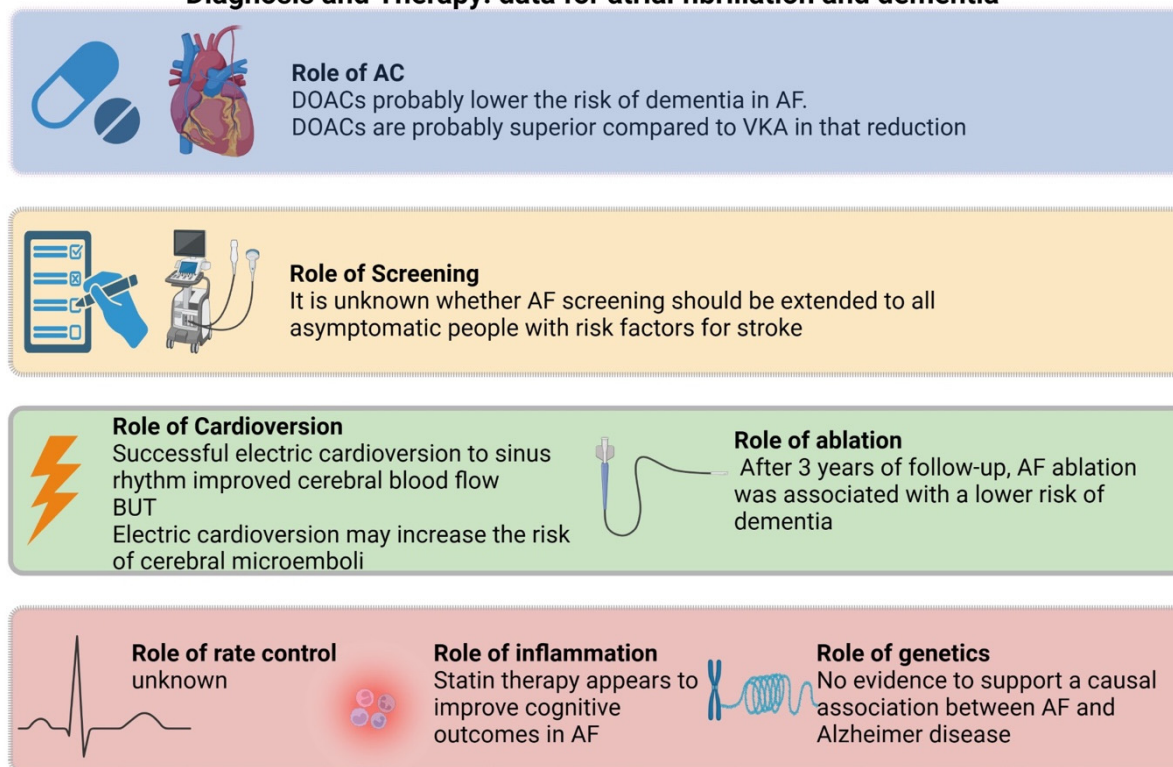 Diagnosis and Therapy: data for atrial fibrillation and dementia
Role of AC
DOACs probably lower the risk of dementia in AF.
DOACs are probably superior compared to VKA in that reduction
Role of Screening
It is unknown whether AF screening should be extended to all
asymptomatic people with risk factors for stroke
Role of Cardioversion
Successful electric cardioversion to sinus
rhythm improved cerebral blood flow
BUT
Electric cardioversion may increase the risk
of cerebral microemboli
Role of ablation
After 3 years of follow-up, AF ablation
was associated with a lower risk of
dementia
Role of rate control
unknown
Role of inflammation
Statin therapy appears to
improve cognitive
outcomes in AF
Role of genetics
No evidence to support a causal
association between AF and
Alzheimer disease